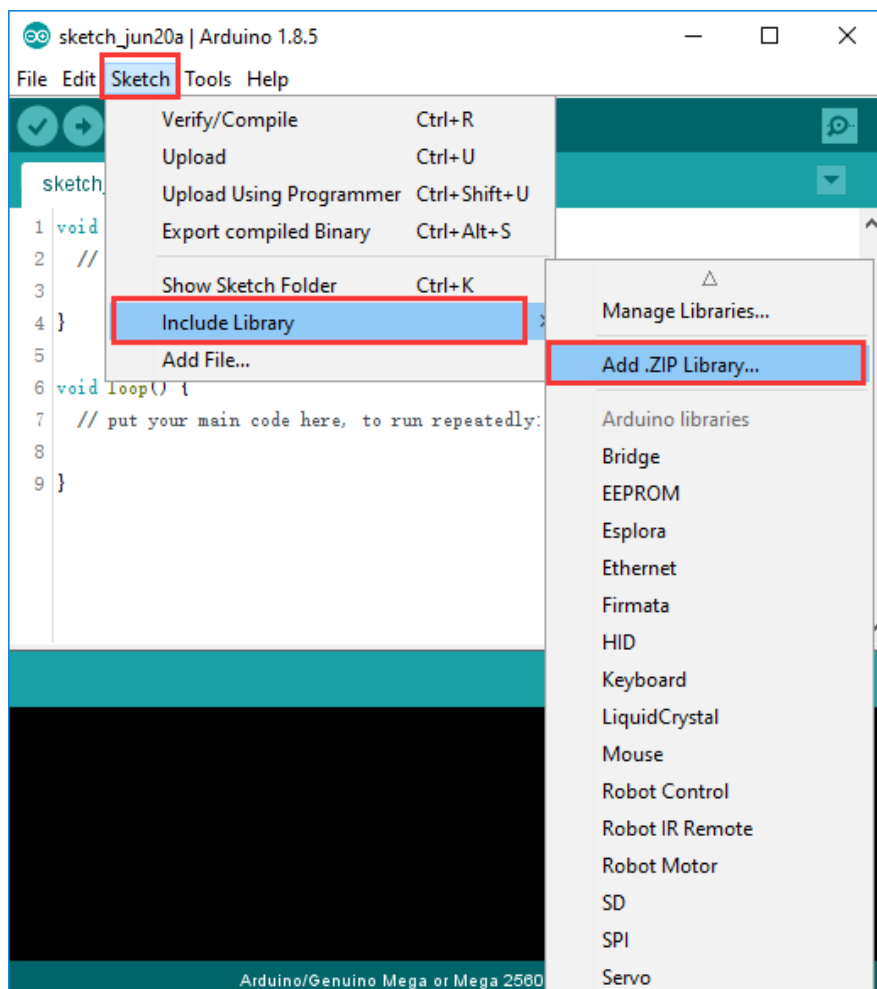 sketch_jun20a | Arduino 1.8.5
File Edit Sketch Tools Help
Verify/Compile Ctrl+R
Upload Ctrl+U
Upload Using Programmer Ctrl+Shift+U
Export compiled Binary Ctrl+Alt+S
Show Sketch Folder Ctrl+K
Include Library
Add File...
sketch_
1 void
2 //
3
4 }
5
6 void loop() {
7 // put your main code here, to run repeatedly:
8
9 }
Manage Libraries...
Add .ZIP Library...
Arduino libraries
Bridge
EEPROM
Esplora
Ethernet
Firmata
HID
Keyboard
LiquidCrystal
Mouse
Robot Control
Robot IR Remote
Robot Motor
SD
SPI
Servo
Arduino/Genuino Mega or Mega 2560